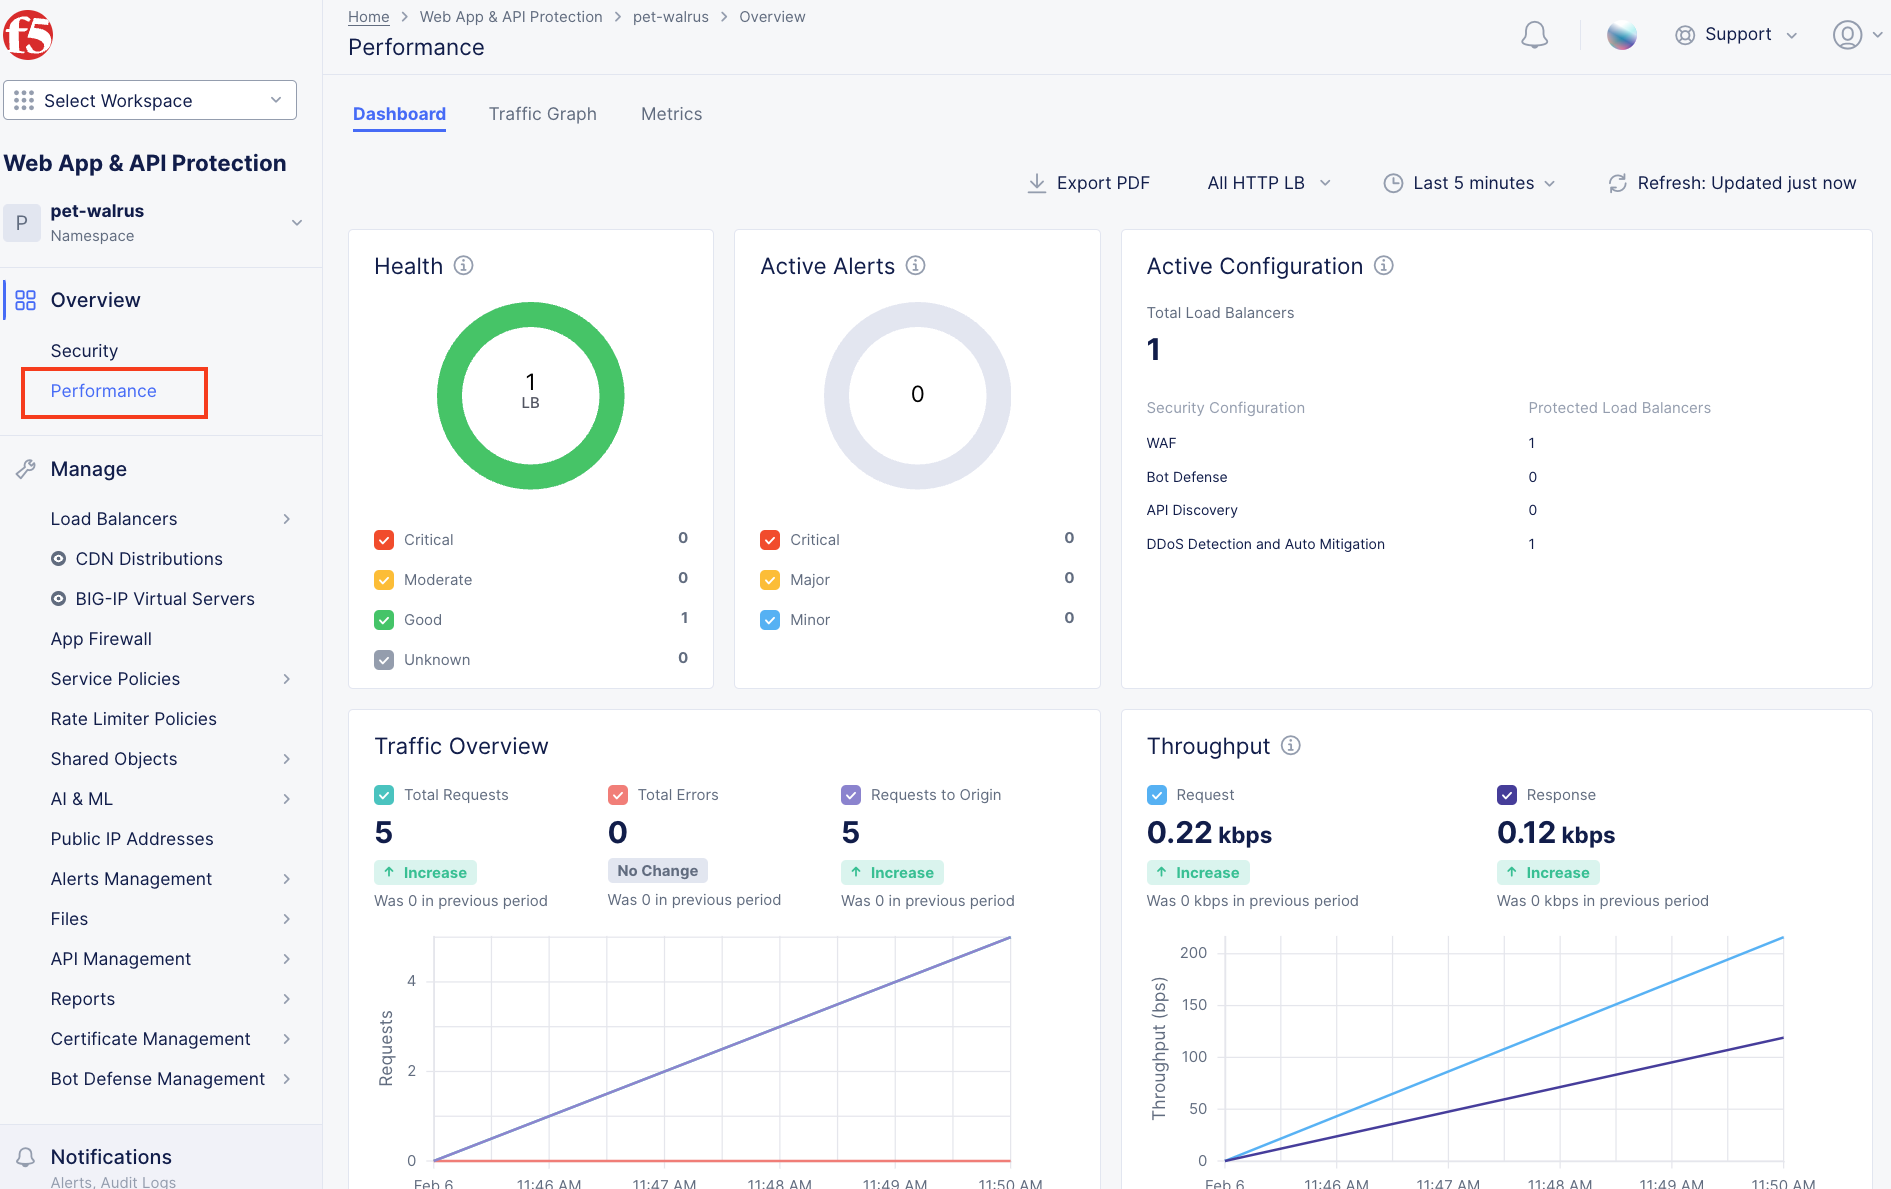 f5
Select Workspace
Web App & API Protection
P
pet-walrus
Namespace
Overview
Security
Performance
Manage
Load Balancers
CDN Distributions
BIG-IP Virtual Servers
App Firewall
Service Policies
Rate Limiter Policies
Shared Objects
AI & ML
Public IP Addresses
Alerts Management
Files
API Management
Reports
Certificate Management
Bot Defense Management
Notifications
Alerts, Audit Logs
Home > Web App & API Protection > pet-walrus > Overview
Performance
Support
Dashboard Traffic Graph Metrics
Export PDF All HTTP LB Last 5 minutes Refresh: Updated just now
Health
1
LB
Critical 0
Moderate 0
Good 1
Unknown 0
Active Alerts
0
Critical 0
Major 0
Minor 0
Active Configuration
Total Load Balancers
1
Security Configuration Protected Load Balancers
WAF 1
Bot Defense 0
API Discovery 0
DDoS Detection and Auto Mitigation 1
Traffic Overview
Total Requests Total Errors Requests to Origin
5 0 5
Increase No Change Increase
Was 0 in previous period Was 0 in previous period Was 0 in previous period
Requests
4
2
0
Feb 6 11:46 AM 11:47 AM 11:48 AM 11:49 AM 11:50 AM
Throughput
Request Response
0.22 kbps 0.12 kbps
Increase Increase
Was 0 kbps in previous period Was 0 kbps in previous period
Throughput (bps)
200
150
100
50
0
Feb 6 11:46 AM 11:47 AM 11:48 AM 11:49 AM 11:50 AM